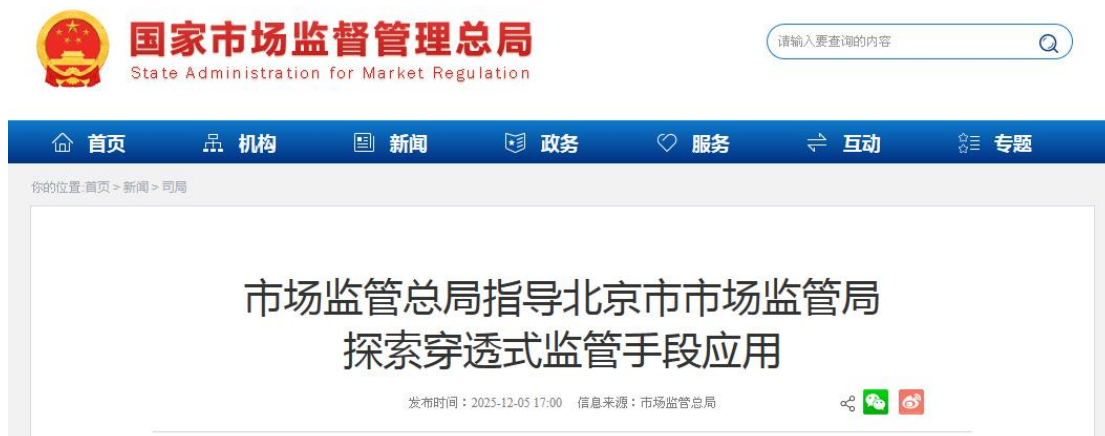 国家市场监督管理总局
State Administration for Market Regulation
请输入要查询的内容
首页 机构 新闻 政务 服务 互动 专题
你的位置:首页 > 新闻 > 司局
市场监管总局指导北京市市场监管局
探索穿透式监管手段应用
发布时间：2025-12-05 17:00 信息来源：市场监管总局